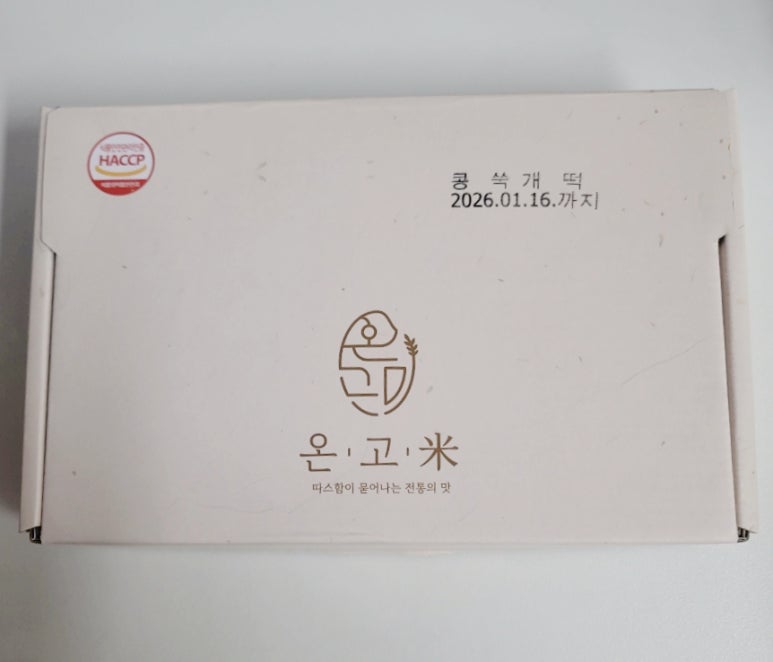 HACCP
콩 쑥개떡
2026.01.16.까지
온고미
온·고·米
따스함이 묻어나는 전통의 맛